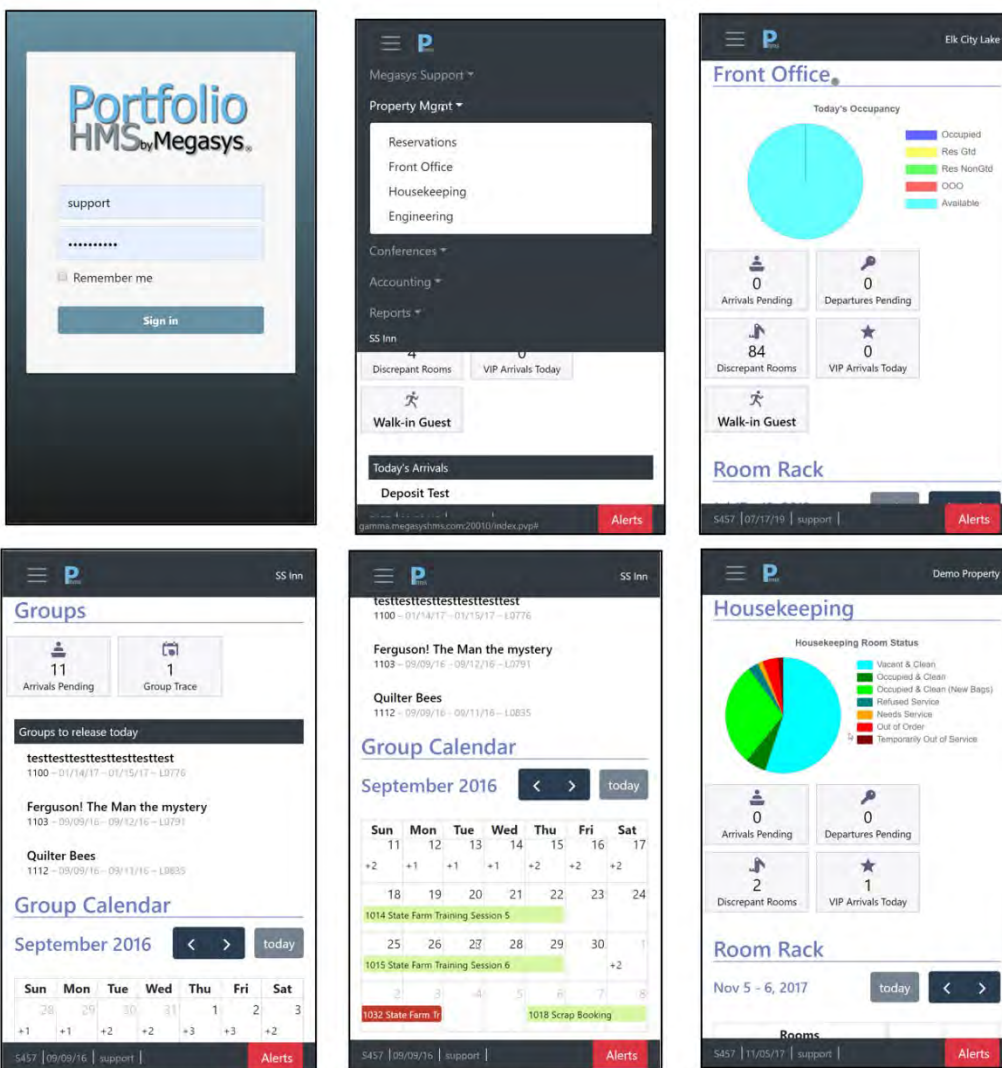 Portfolio
HMS by Megasys®
support
••••••••••
Remember me
Sign in
P
Megasys Support
Property Mgmt
Reservations
Front Office
Housekeeping
Engineering
Conferences
Accounting
Reports
SS Inn
4
Discrepant Rooms
0
VIP Arrivals Today
Walk-in Guest
Today's Arrivals
Deposit Test
gamma.megasyshms.com:20010/index.pvp#
Alerts
P
Elk City Lake
Front Office
Today's Occupancy
Occupied
Res Gtd
Res NonGtd
OOO
Available
0
Arrivals Pending
0
Departures Pending
84
Discrepant Rooms
0
VIP Arrivals Today
Walk-in Guest
Room Rack
S457 | 07/17/19 | support |
Alerts
P
SS Inn
Groups
11
Arrivals Pending
1
Group Trace
Groups to release today
testtesttesttesttesttesttest
1100 – 01/14/17 – 01/15/17 – L0776
Ferguson! The Man the mystery
1103 – 09/09/16 – 09/12/16 – L0791
Quilter Bees
1112 – 09/09/16 – 09/11/16 – L0835
Group Calendar
September 2016 < > today
Sun Mon Tue Wed Thu Fri Sat
28 29 30 31 1 2 3
+1 +1 +2 +2 +3 +3 +2
S457 | 09/09/16 | support |
Alerts
P
SS Inn
testtesttesttesttesttesttest
1100 – 01/14/17 – 01/15/17 – L0776
Ferguson! The Man the mystery
1103 – 09/09/16 – 09/12/16 – L0791
Quilter Bees
1112 – 09/09/16 – 09/11/16 – L0835
Group Calendar
September 2016 < > today
Sun Mon Tue Wed Thu Fri Sat
11 12 13 14 15 16 17
+2 +1 +1 +1 +2 +2 +2
18 19 20 21 22 23 24
1014 State Farm Training Session 5
25 26 27 28 29 30 1
1015 State Farm Training Session 6
+2
2 3 4 5 6 7 8
1032 State Farm Tr 1018 Scrap Booking
S457 | 09/09/16 | support |
Alerts
P
Demo Property
Housekeeping
Housekeeping Room Status
Vacant & Clean
Occupied & Clean
Occupied & Clean (New Bags)
Refused Service
Needs Service
Out of Order
Temporarily Out of Service
0
Arrivals Pending
0
Departures Pending
2
Discrepant Rooms
1
VIP Arrivals Today
Room Rack
Nov 5 - 6, 2017 today < >
Rooms
S457 | 11/05/17 | support |
Alerts